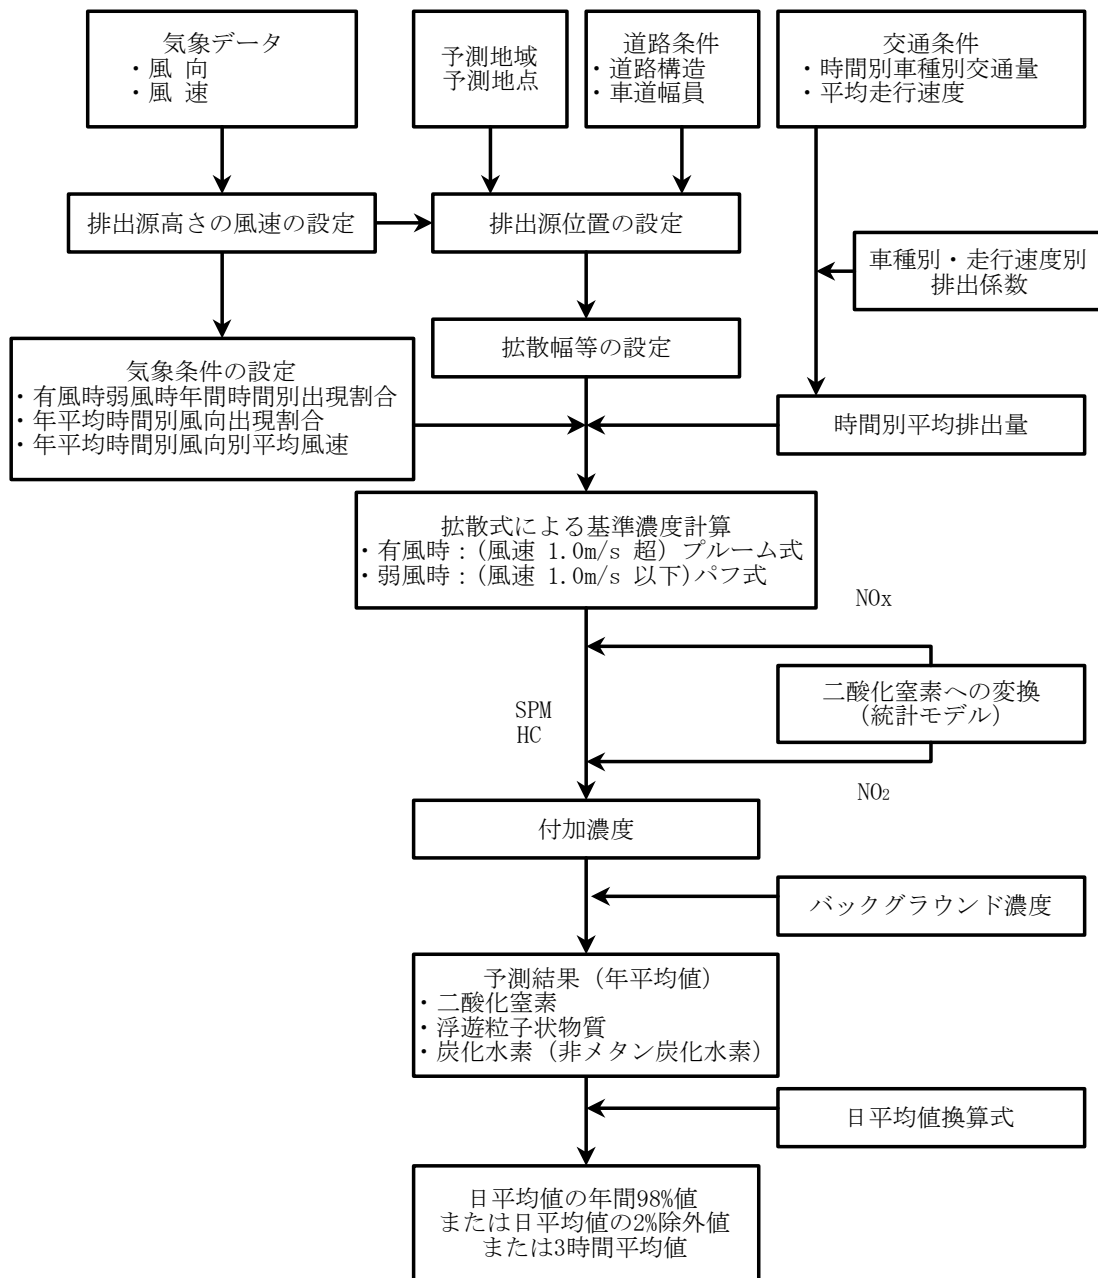 気象データ
・風 向
・風 速
予測地域
予測地点
道路条件
・道路構造
・車道幅員
交通条件
・時間別車種別交通量
・平均走行速度
排出源高さの風速の設定
排出源位置の設定
車種別・走行速度別
排出係数
拡散幅等の設定
気象条件の設定
・有風時弱風時年間時間別出現割合
・年平均時間別風向出現割合
・年平均時間別風向別平均風速
時間別平均排出量
拡散式による基準濃度計算
・有風時：(風速 1.0m/s 超) プルーム式
・弱風時：(風速 1.0m/s 以下)パフ式
NOx
二酸化窒素への変換
(統計モデル)
SPM
HC
NO₂
付加濃度
バックグラウンド濃度
予測結果 (年平均値)
・二酸化窒素
・浮遊粒子状物質
・炭化水素 (非メタン炭化水素)
日平均値換算式
日平均値の年間98%値
または日平均値の2%除外値
または3時間平均値